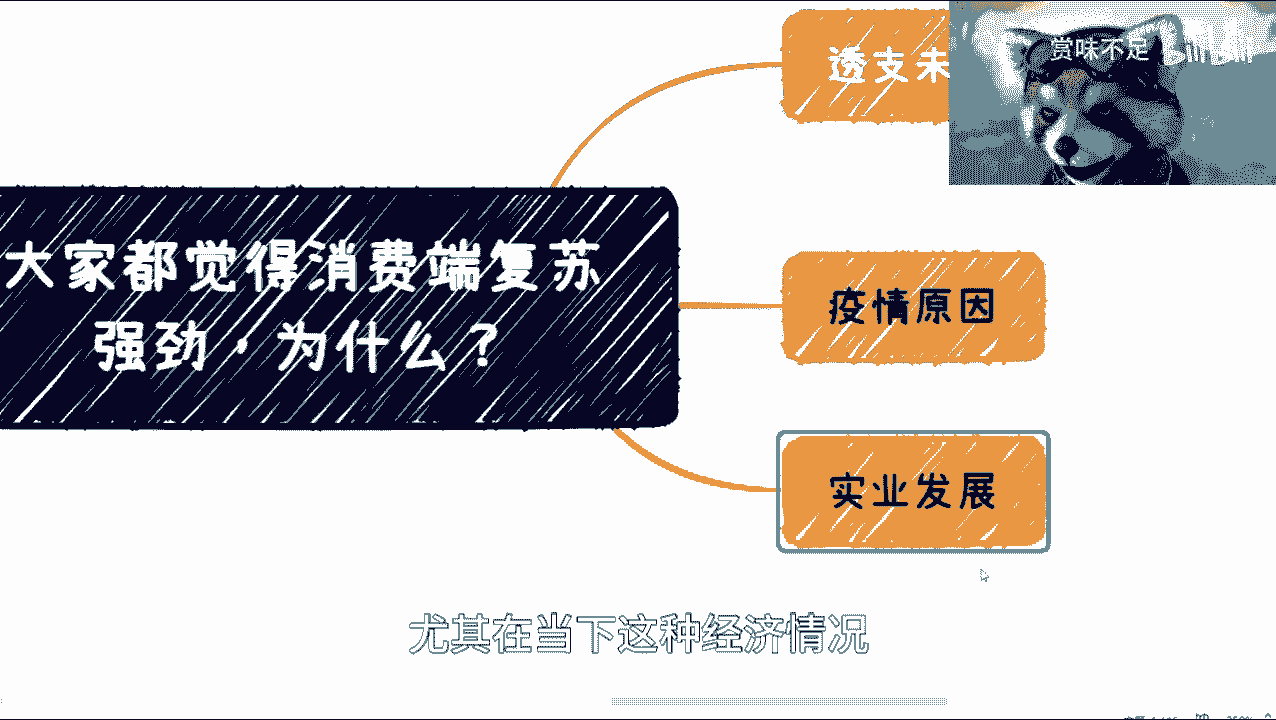 透支未
赏味不足
bilibili
大家都觉得消费端复苏
强劲·为什么?
疫情原因
实业发展
尤其在当下这种经济情况